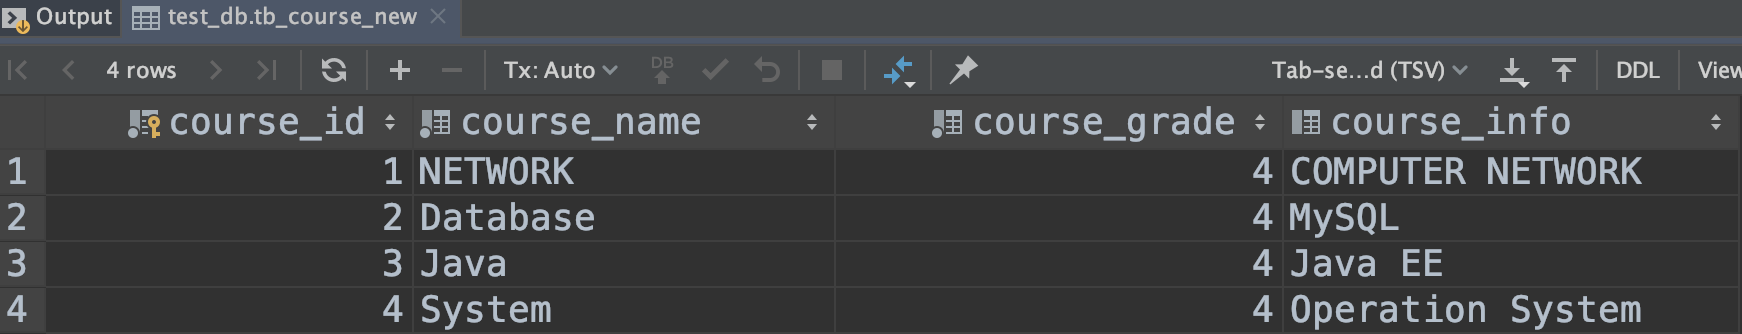 Output test_db.tb_course_new
4 rows Tx: Auto DB Tab-se...d (TSV) DDL View
course_id course_name course_grade course_info
1 1 NETWORK 4 COMPUTER NETWORK
2 2 Database 4 MySQL
3 3 Java 4 Java EE
4 4 System 4 Operation System